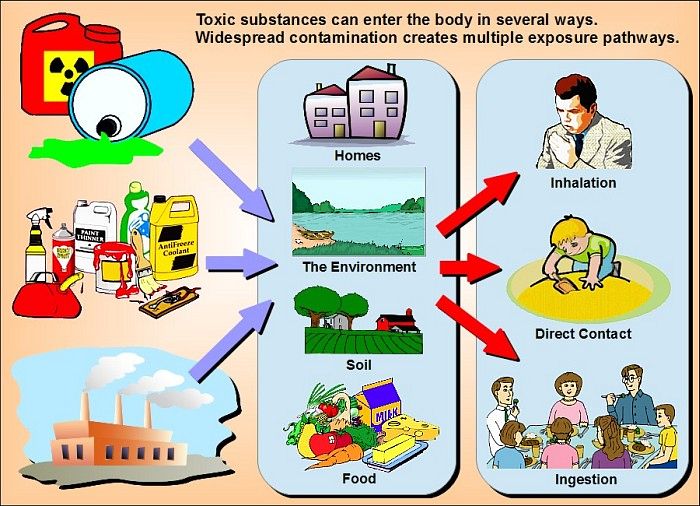 Toxic substances can enter the body in several ways.
Widespread contamination creates multiple exposure pathways.
Homes
Inhalation
PAINT
THINNER
AntiFreeze
Coolant
The Environment
Direct Contact
Soil
MILK
Food
Ingestion